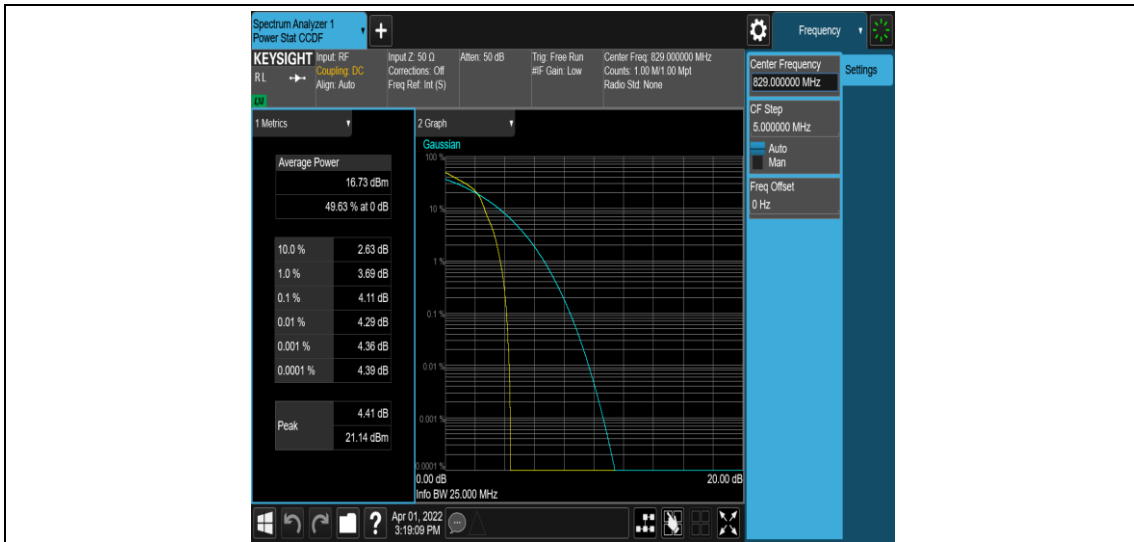 Spectrum Analyzer 1
Power Stat CCDF
+
Frequency
KEYSIGHT
RL
LXI
Input: RF
Coupling: DC
Align: Auto
Input Z: 50 Ω
Corrections: Off
Freq Ref: Int (S)
Atten: 50 dB
Trig: Free Run
#IF Gain: Low
Center Freq: 829.000000 MHz
Counts: 1.00 M/1.00 Mpt
Radio Std: None
Center Frequency
829.000000 MHz
Settings
CF Step
5.000000 MHz
Auto
Man
Freq Offset
0 Hz
1 Metrics
Average Power
16.73 dBm
49.63 % at 0 dB
10.0 % 2.63 dB
1.0 % 3.69 dB
0.1 % 4.11 dB
0.01 % 4.29 dB
0.001 % 4.36 dB
0.0001 % 4.39 dB
Peak
4.41 dB
21.14 dBm
2 Graph
Gaussian
100 %
10 %
1 %
0.1 %
0.01 %
0.001 %
0.0001 %
0.00 dB 20.00 dB
Info BW 25.000 MHz
?
Apr 01, 2022
3:19:09 PM